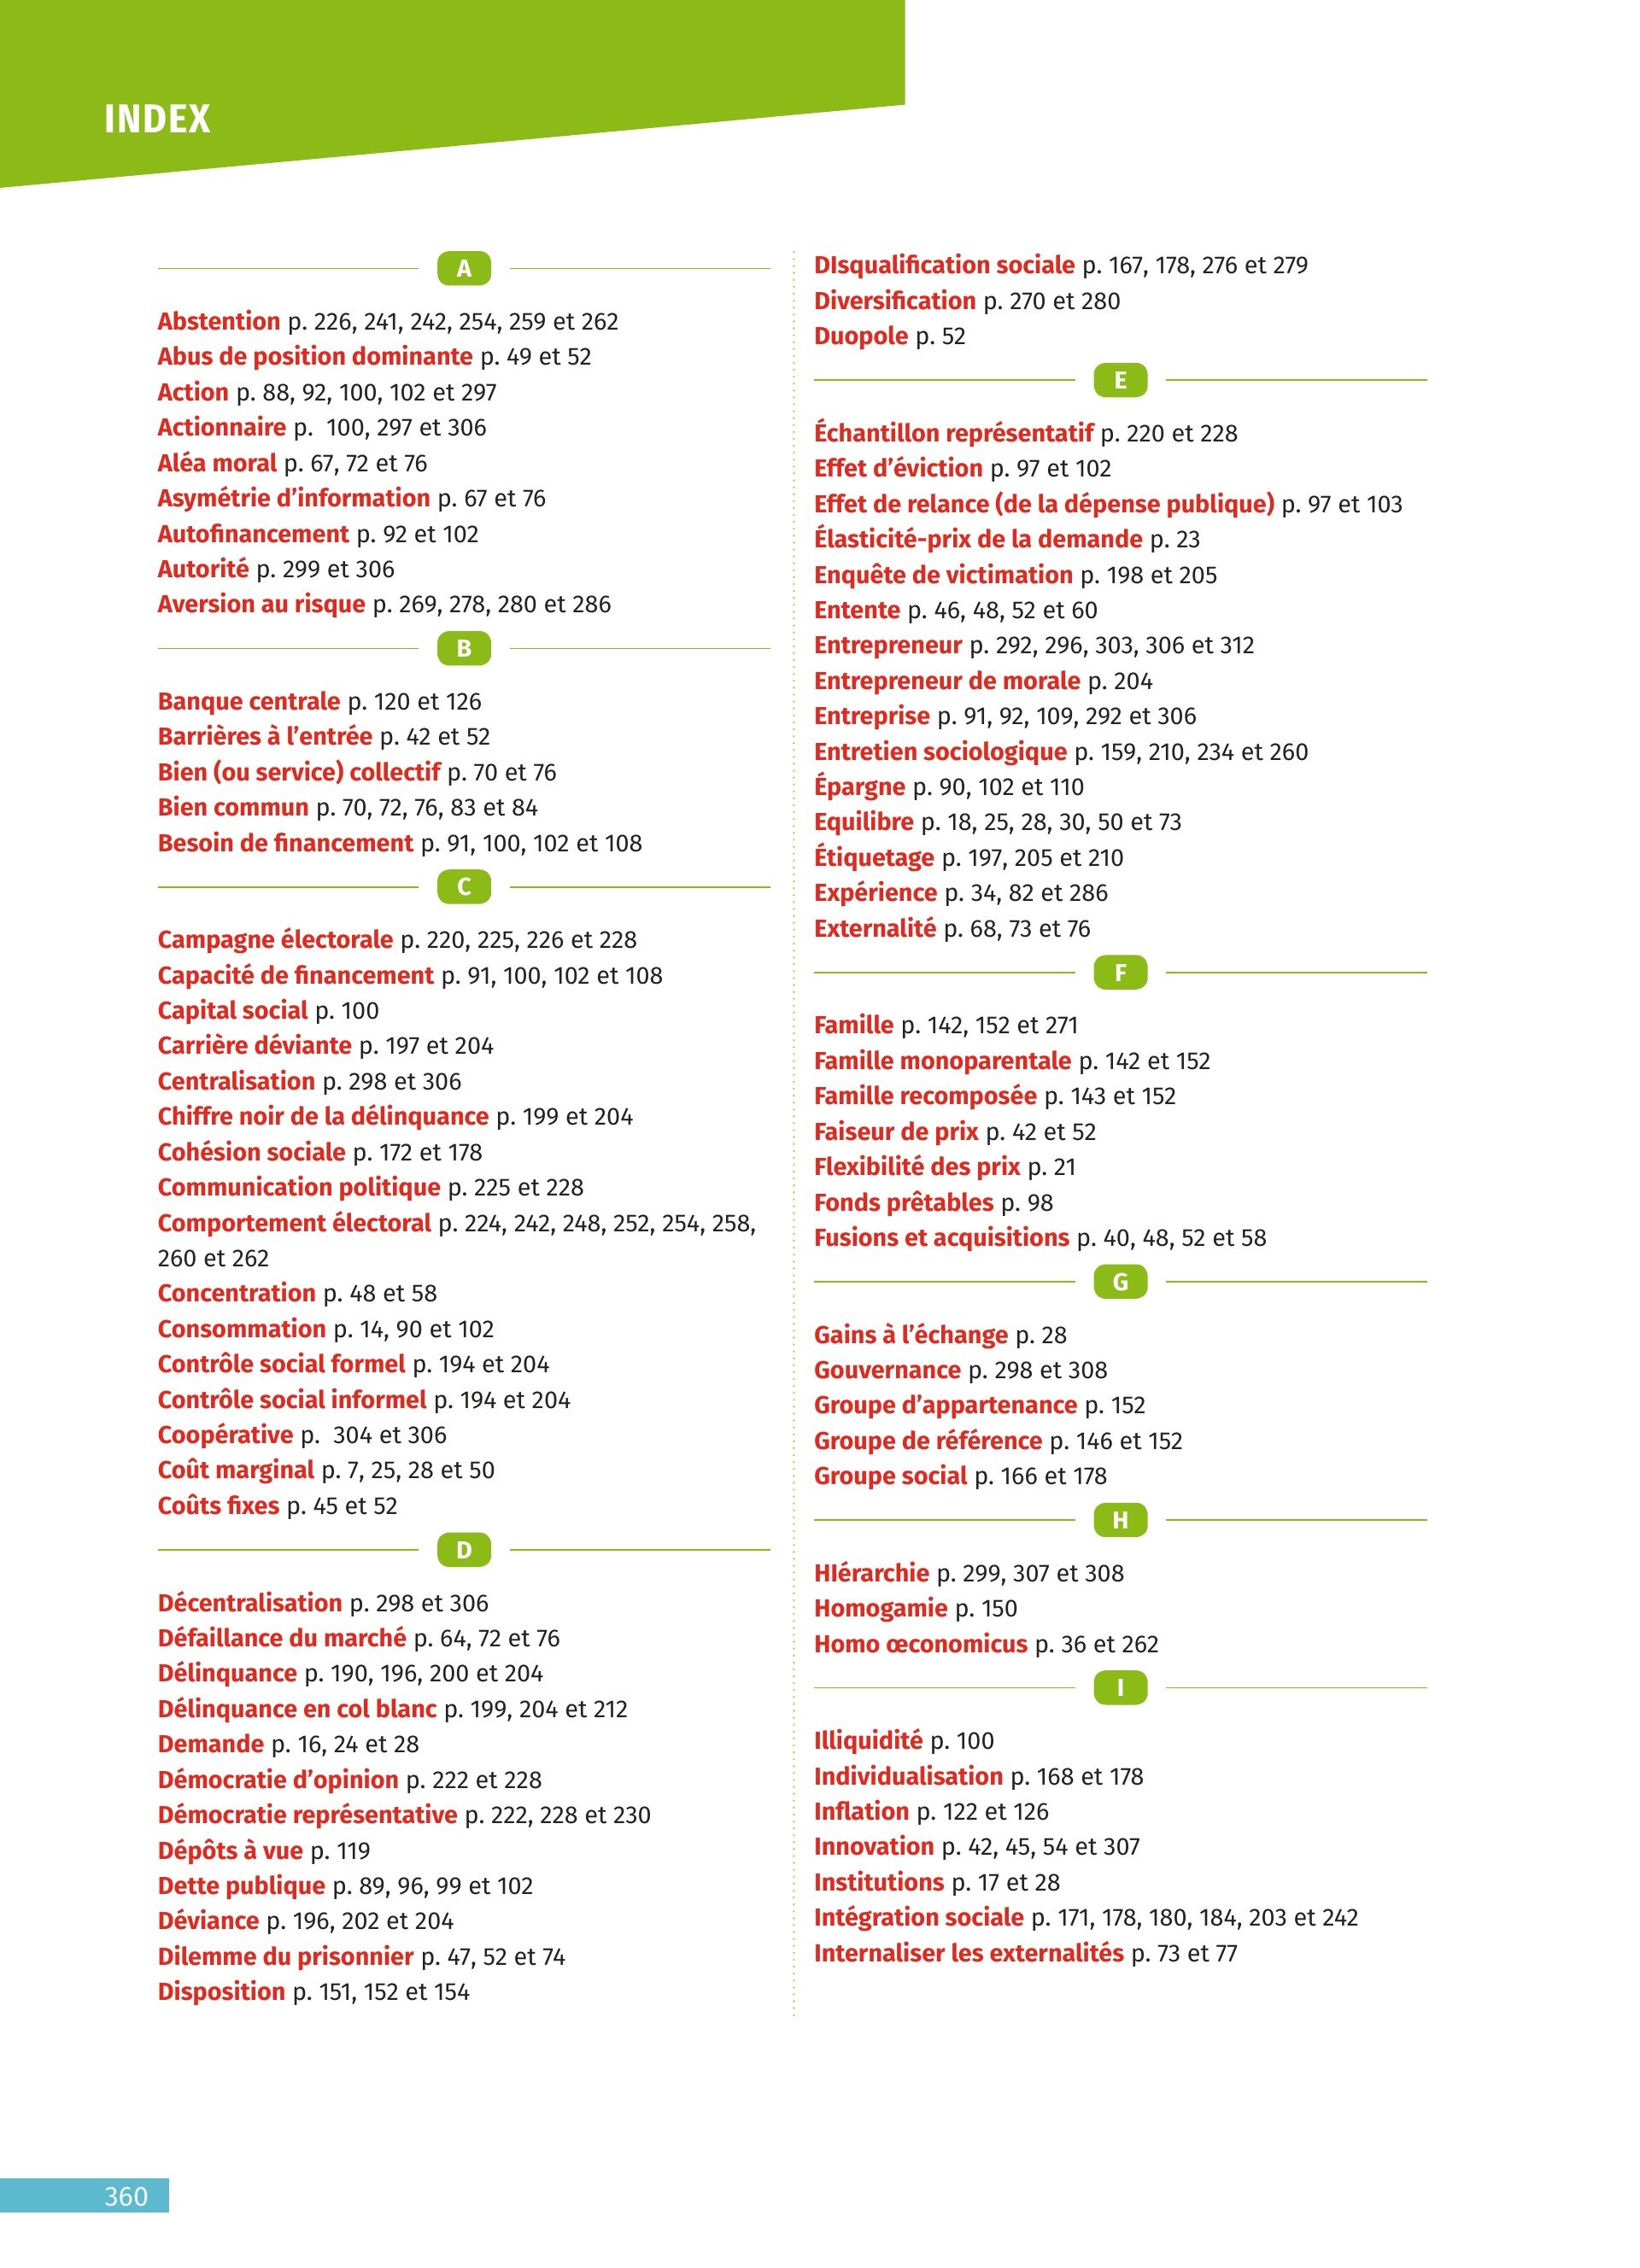 INDEX
A
Abstention p. 226, 241, 242, 254, 259 et 262
Abus de position dominante p. 49 et 52
Action p. 88, 92, 100, 102 et 297
Actionnaire p.  100, 297 et 306
Aléa moral p. 67, 72 et 76
Asymétrie d’information p. 67 et 76
Autofinancement p. 92 et 102
Autorité p. 299 et 306
Aversion au risque p. 269, 278, 280 et 286
B
Banque centrale p. 120 et 126
Barrières à l’entrée p. 42 et 52
Bien (ou service) collectif p. 70 et 76
Bien commun p. 70, 72, 76, 83 et 84
Besoin de financement p. 91, 100, 102 et 108
C
Campagne électorale p. 220, 225, 226 et 228
Capacité de financement p. 91, 100, 102 et 108
Capital social p. 100
Carrière déviante p. 197 et 204
Centralisation p. 298 et 306
Chiffre noir de la délinquance p. 199 et 204
Cohésion sociale p. 172 et 178
Communication politique p. 225 et 228
Comportement électoral p. 224, 242, 248, 252, 254, 258,
260 et 262
Concentration p. 48 et 58
Consommation p. 14, 90 et 102
Contrôle social formel p. 194 et 204
Contrôle social informel p. 194 et 204
Coopérative p.  304 et 306
Coût marginal p. 7, 25, 28 et 50
Coûts fixes p. 45 et 52
D
Décentralisation p. 298 et 306
Défaillance du marché p. 64, 72 et 76
Délinquance p. 190, 196, 200 et 204
Délinquance en col blanc p. 199, 204 et 212
Demande p. 16, 24 et 28
Démocratie d’opinion p. 222 et 228
Démocratie représentative p. 222, 228 et 230
Dépôts à vue p. 119
Dette publique p. 89, 96, 99 et 102
Déviance p. 196, 202 et 204
Dilemme du prisonnier p. 47, 52 et 74
Disposition p. 151, 152 et 154
DIsqualification sociale p. 167, 178, 276 et 279
Diversification p. 270 et 280
Duopole p. 52
E
Échantillon représentatif p. 220 et 228
Effet d’éviction p. 97 et 102
Effet de relance (de la dépense publique) p. 97 et 103
Élasticité-prix de la demande p. 23
Enquête de victimation p. 198 et 205
Entente p. 46, 48, 52 et 60
Entrepreneur p. 292, 296, 303, 306 et 312
Entrepreneur de morale p. 204
Entreprise p. 91, 92, 109, 292 et 306
Entretien sociologique p. 159, 210, 234 et 260
Épargne p. 90, 102 et 110
Equilibre p. 18, 25, 28, 30, 50 et 73
Étiquetage p. 197, 205 et 210
Expérience p. 34, 82 et 286
Externalité p. 68, 73 et 76
F
Famille p. 142, 152 et 271
Famille monoparentale p. 142 et 152
Famille recomposée p. 143 et 152
Faiseur de prix p. 42 et 52
Flexibilité des prix p. 21
Fonds prêtables p. 98
Fusions et acquisitions p. 40, 48, 52 et 58
G
Gains à l’échange p. 28
Gouvernance p. 298 et 308
Groupe d’appartenance p. 152
Groupe de référence p. 146 et 152
Groupe social p. 166 et 178
H
HIérarchie p. 299, 307 et 308
Homogamie p. 150
Homo œconomicus p. 36 et 262
I
Illiquidité p. 100
Individualisation p. 168 et 178
Inflation p. 122 et 126
Innovation p. 42, 45, 54 et 307
Institutions p. 17 et 28
Intégration sociale p. 171, 178, 180, 184, 203 et 242
Internaliser les externalités p. 73 et 77
360